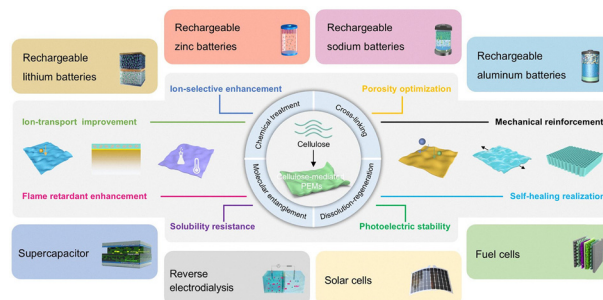 Rechargeable
lithium batteries
Rechargeable
zinc batteries
Rechargeable
sodium batteries
Rechargeable
aluminum batteries
Ion-selective enhancement
Porosity optimization
Ion-transport improvement
Mechanical reinforcement
Chemical treatment
Cross-linking
Cellulose
Cellulose-mediated
PEMs
Molecular entanglement
Dissolution-regeneration
Flame retardant enhancement
Self-healing realization
Solubility resistance
Photoelectric stability
Supercapacitor
Reverse
electrodialysis
Solar cells
Fuel cells